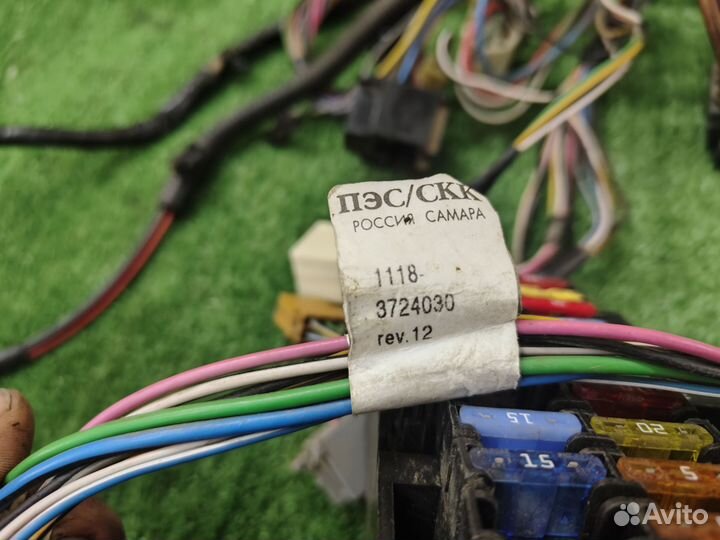 ПЭС/СКК
РОССИЯ САМАРА
1118-
3724030
rev.12
15
20
15
5
Avito